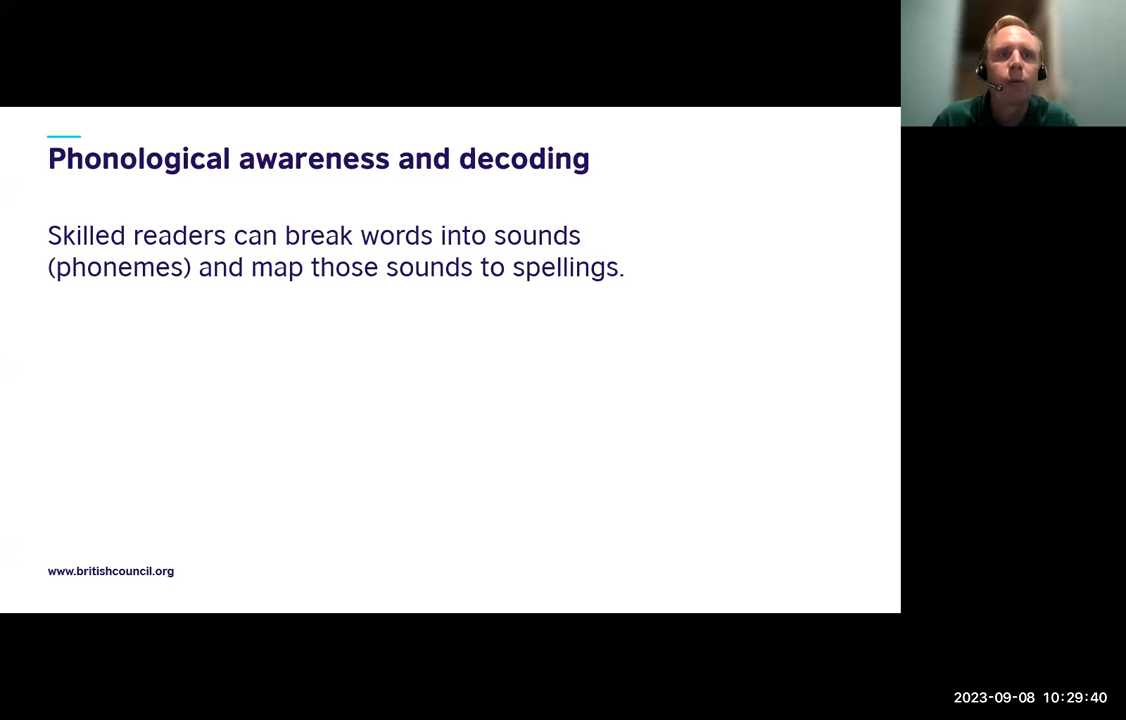 Phonological awareness and decoding
Skilled readers can break words into sounds
(phonemes) and map those sounds to spellings.
www.britishcouncil.org
2023-09-08 10:29:40